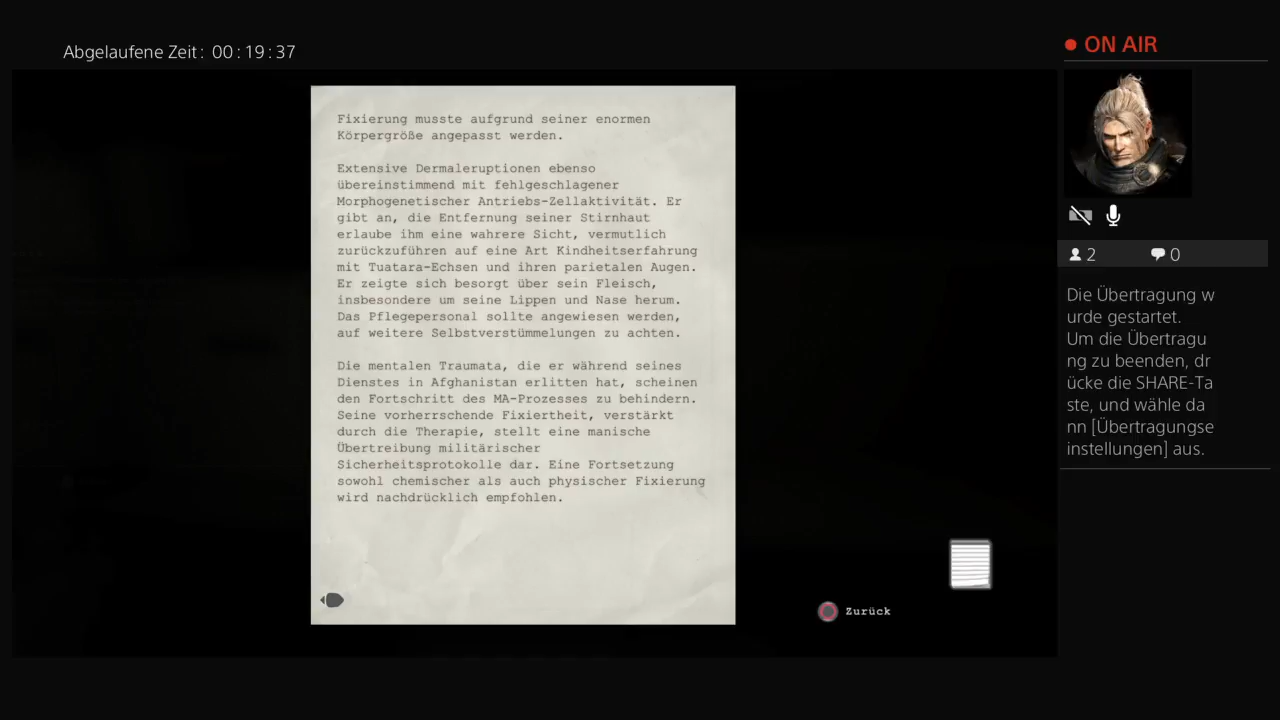 Abgelaufene Zeit: 00:19:37
Fixierung musste aufgrund seiner enormen
Körpergröße angepasst werden.
Extensive Dermaleruptionen ebenso
übereinstimmend mit fehlgeschlagener
Morphogenetischer Antriebs-Zellaktivität. Er
gibt an, die Entfernung seiner Stirnhaut
erlaube ihm eine wahrere Sicht, vermutlich
zurückzuführen auf eine Art Kindheitserfahrung
mit Tuatara-Echsen und ihren parietalen Augen.
Er zeigte sich besorgt über sein Fleisch,
insbesondere um seine Lippen und Nase herum.
Das Pflegepersonal sollte angewiesen werden,
auf weitere Selbstverstümmelungen zu achten.
Die mentalen Traumata, die er während seines
Dienstes in Afghanistan erlitten hat, scheinen
den Fortschritt des MA-Prozesses zu behindern.
Seine vorherrschende Fixiertheit, verstärkt
durch die Therapie, stellt eine manische
Übertreibung militärischer
Sicherheitsprotokolle dar. Eine Fortsetzung
sowohl chemischer als auch physischer Fixierung
wird nachdrücklich empfohlen.
Zurück
ON AIR
2 0
Die Übertragung w
urde gestartet.
Um die Übertragu
ng zu beenden, dr
ücke die SHARE-Ta
ste, und wähle da
nn [Übertragungse
instellungen] aus.